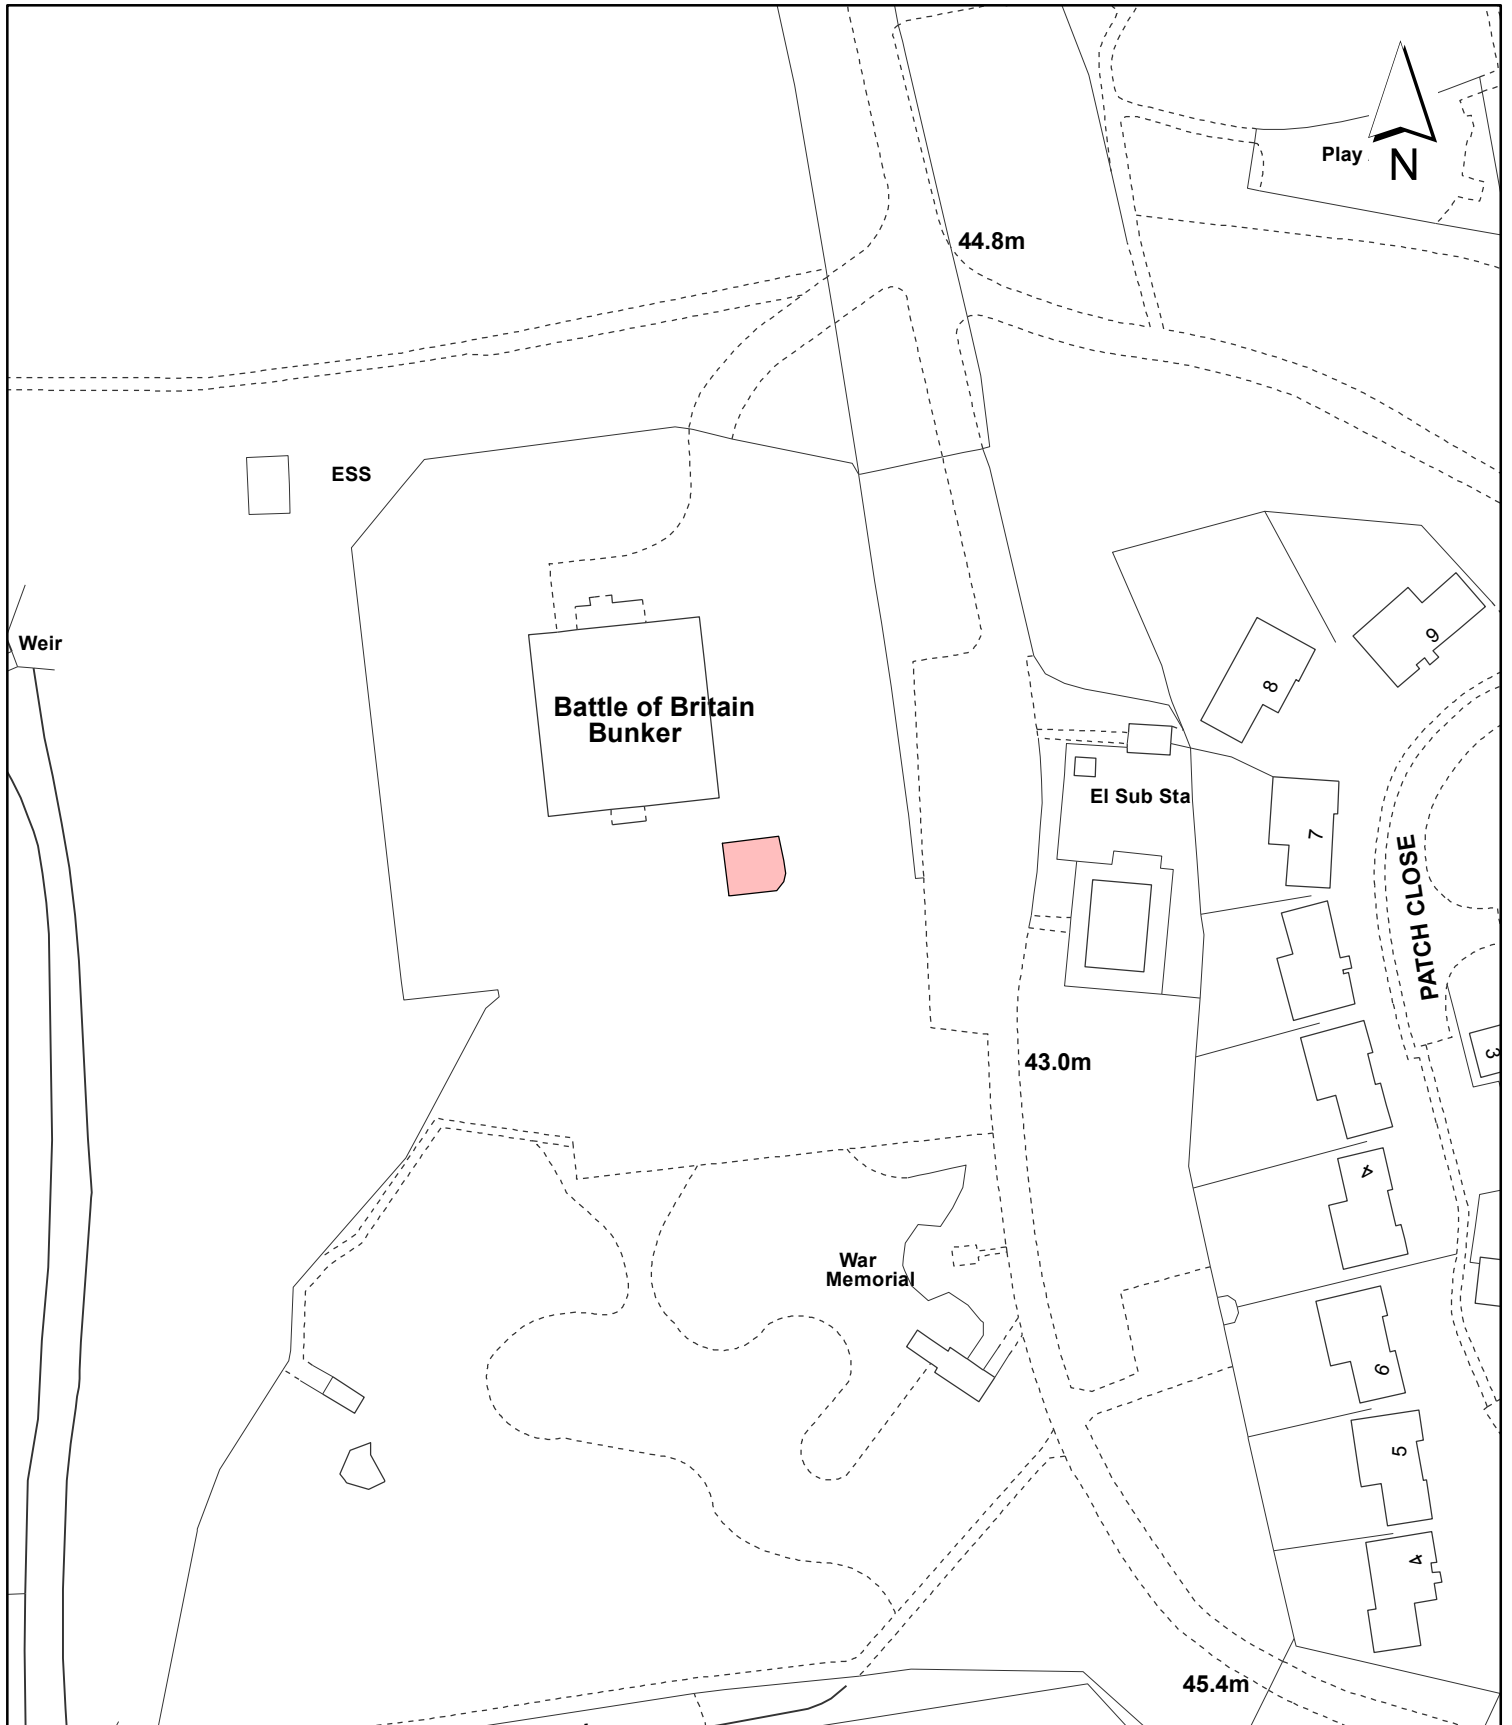 Play
N
44.8m
ESS
Weir
Battle of Britain
Bunker
9
8
El Sub Sta
7
PATCH CLOSE
3
43.0m
4
War
Memorial
6
5
4
45.4m